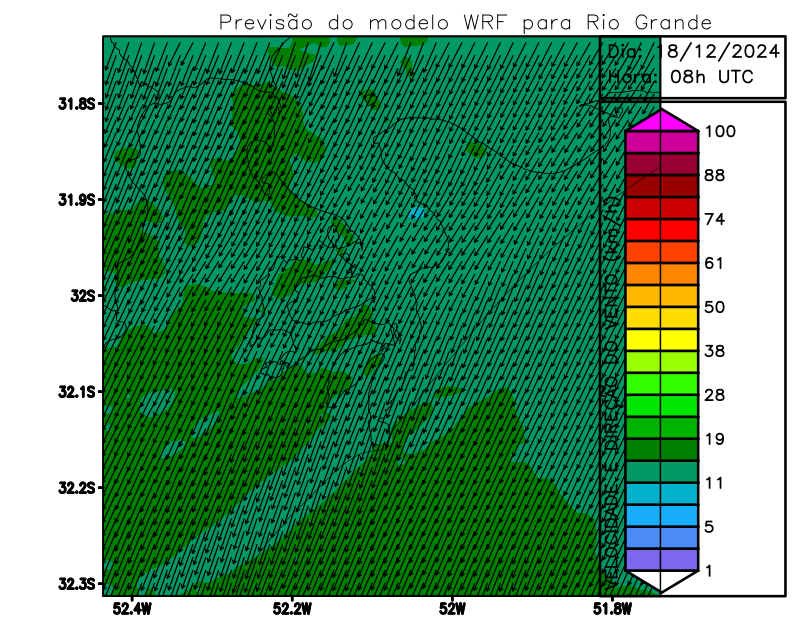 Previsão do modelo WRF para Rio Grande
Dia: 18/12/2024
Hora: 08h UTC
31.8S
31.9S
32S
32.1S
32.2S
32.3S
52.4W
52.2W
52W
51.8W
VELOCIDADE E DIREÇÃO DO VENTO (km/h)
100
88
74
61
50
38
28
19
11
5
1